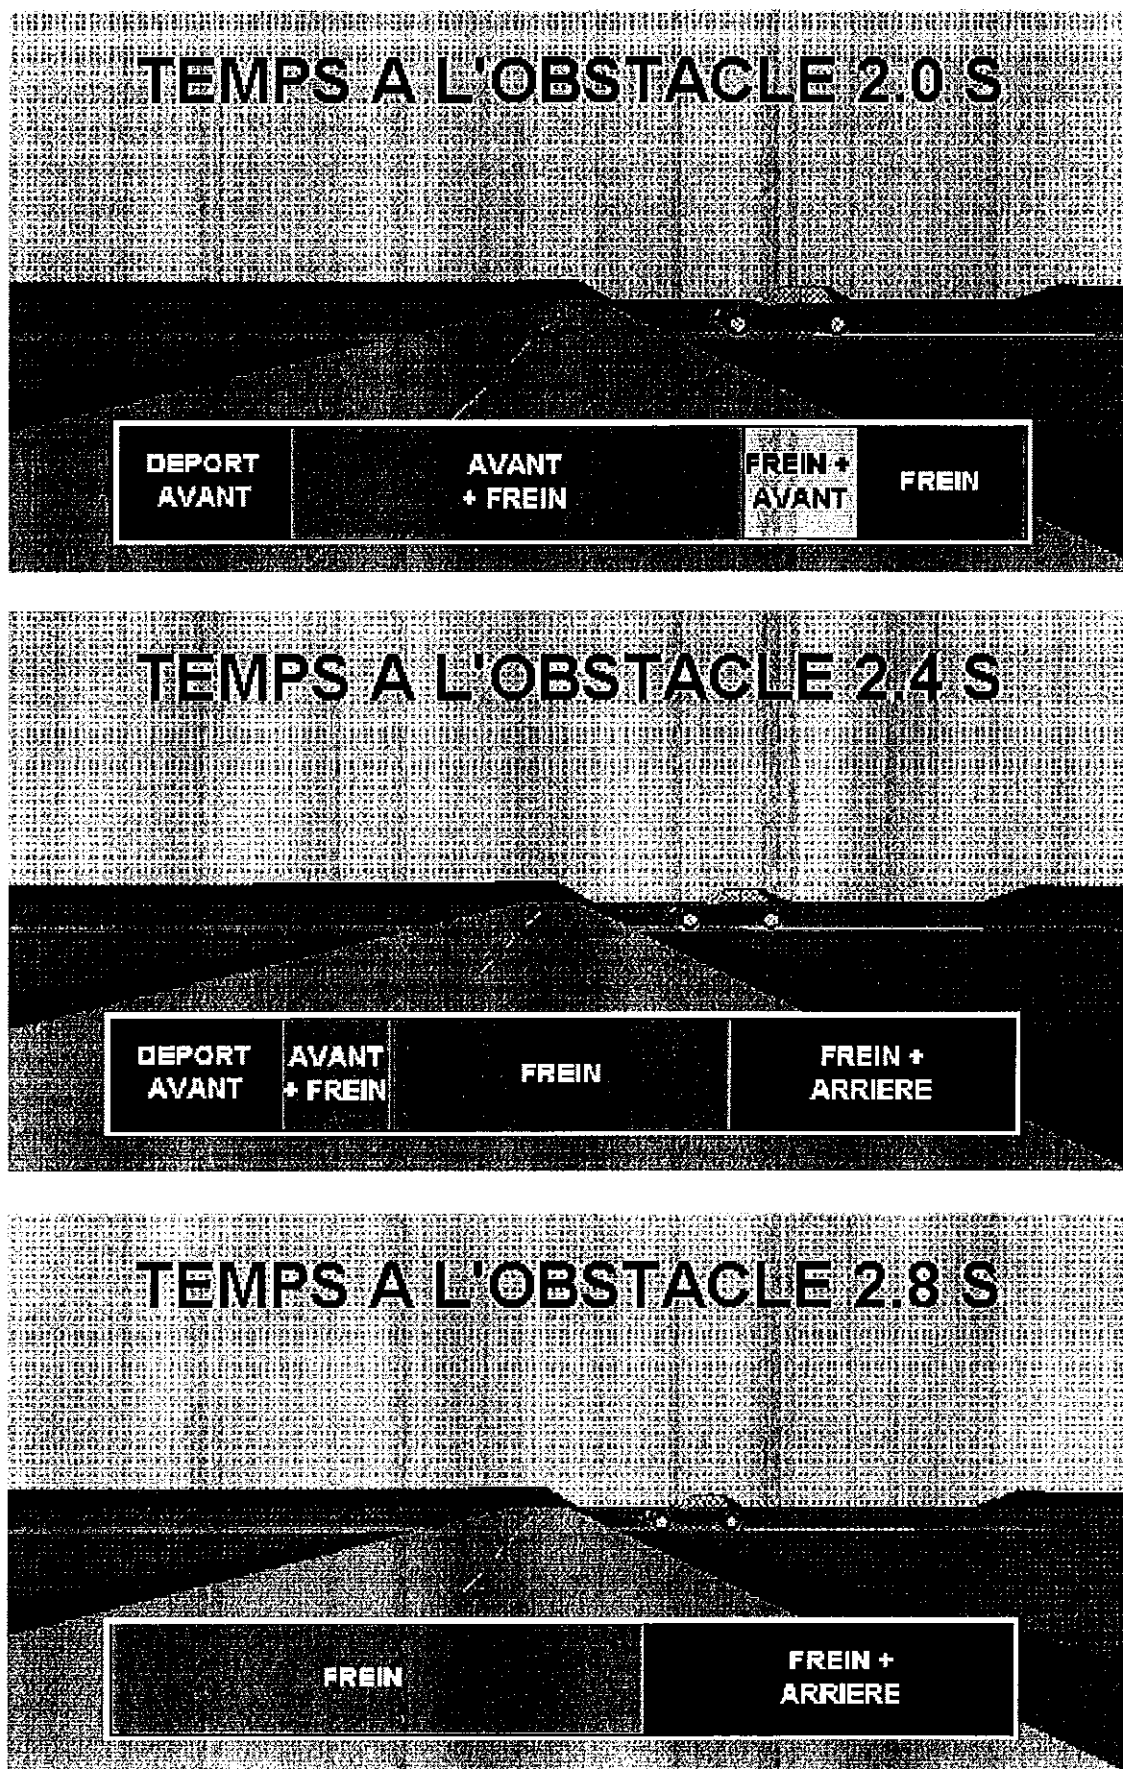 TEMPS A L'OBSTACLE 2.0 S
DEPORT
AVANT
AVANT
+ FREIN
FREIN +
AVANT
FREIN
TEMPS A L'OBSTACLE 2.4 S
DEPORT
AVANT
AVANT
+ FREIN
FREIN
FREIN +
ARRIERE
TEMPS A L'OBSTACLE 2.8 S
FREIN
FREIN +
ARRIERE